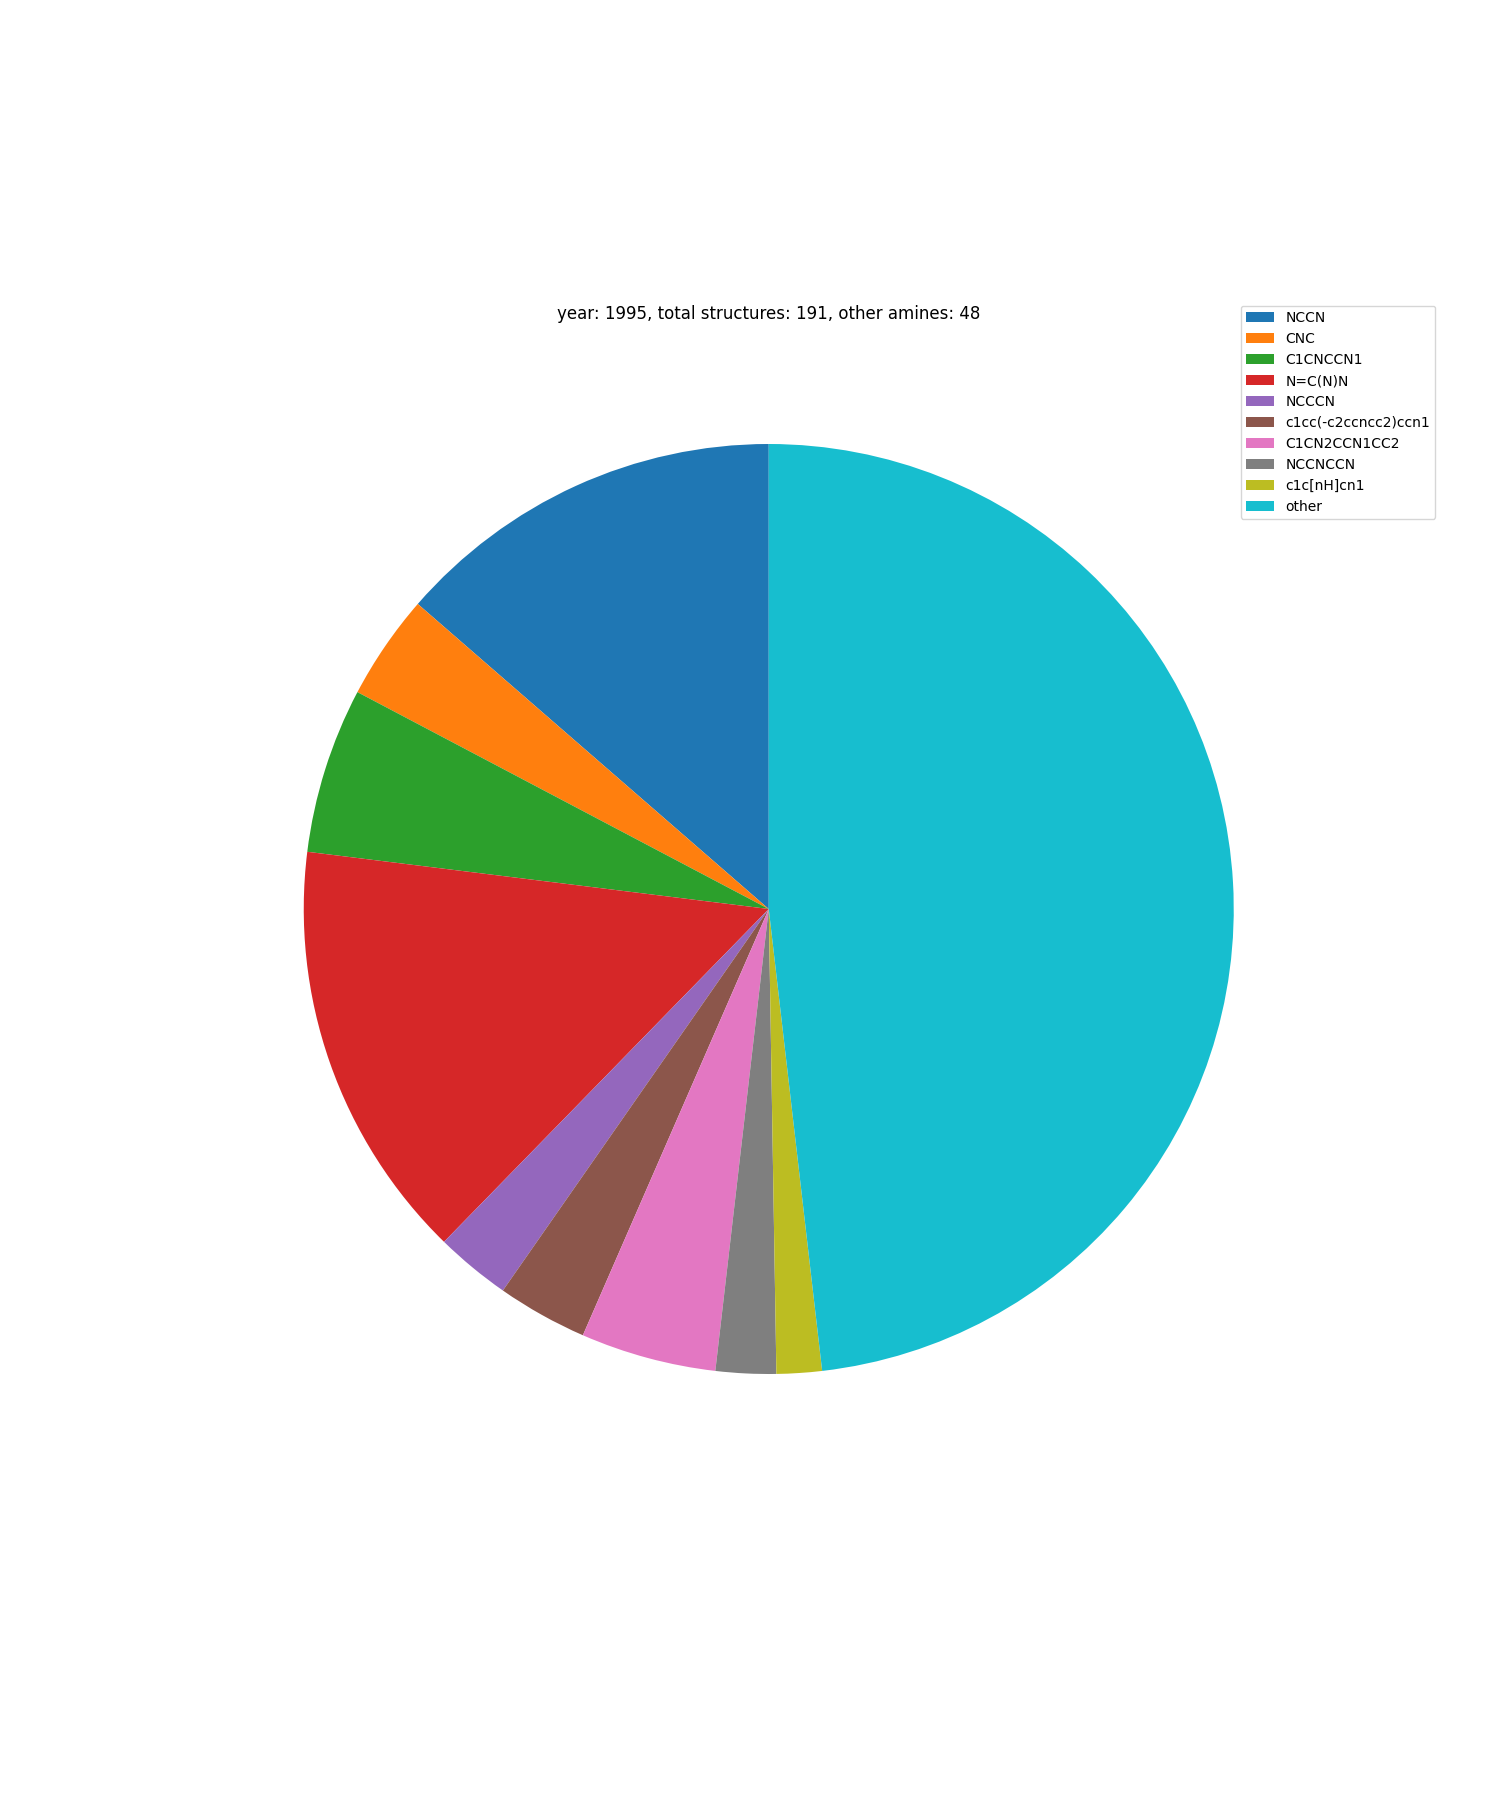 year: 1995, total structures: 191, other amines: 48
NCCN
CNC
C1CNCCN1
N=C(N)N
NCCCN
c1cc(-c2ccncc2)ccn1
C1CN2CCN1CC2
NCCNCCN
c1c[nH]cn1
other